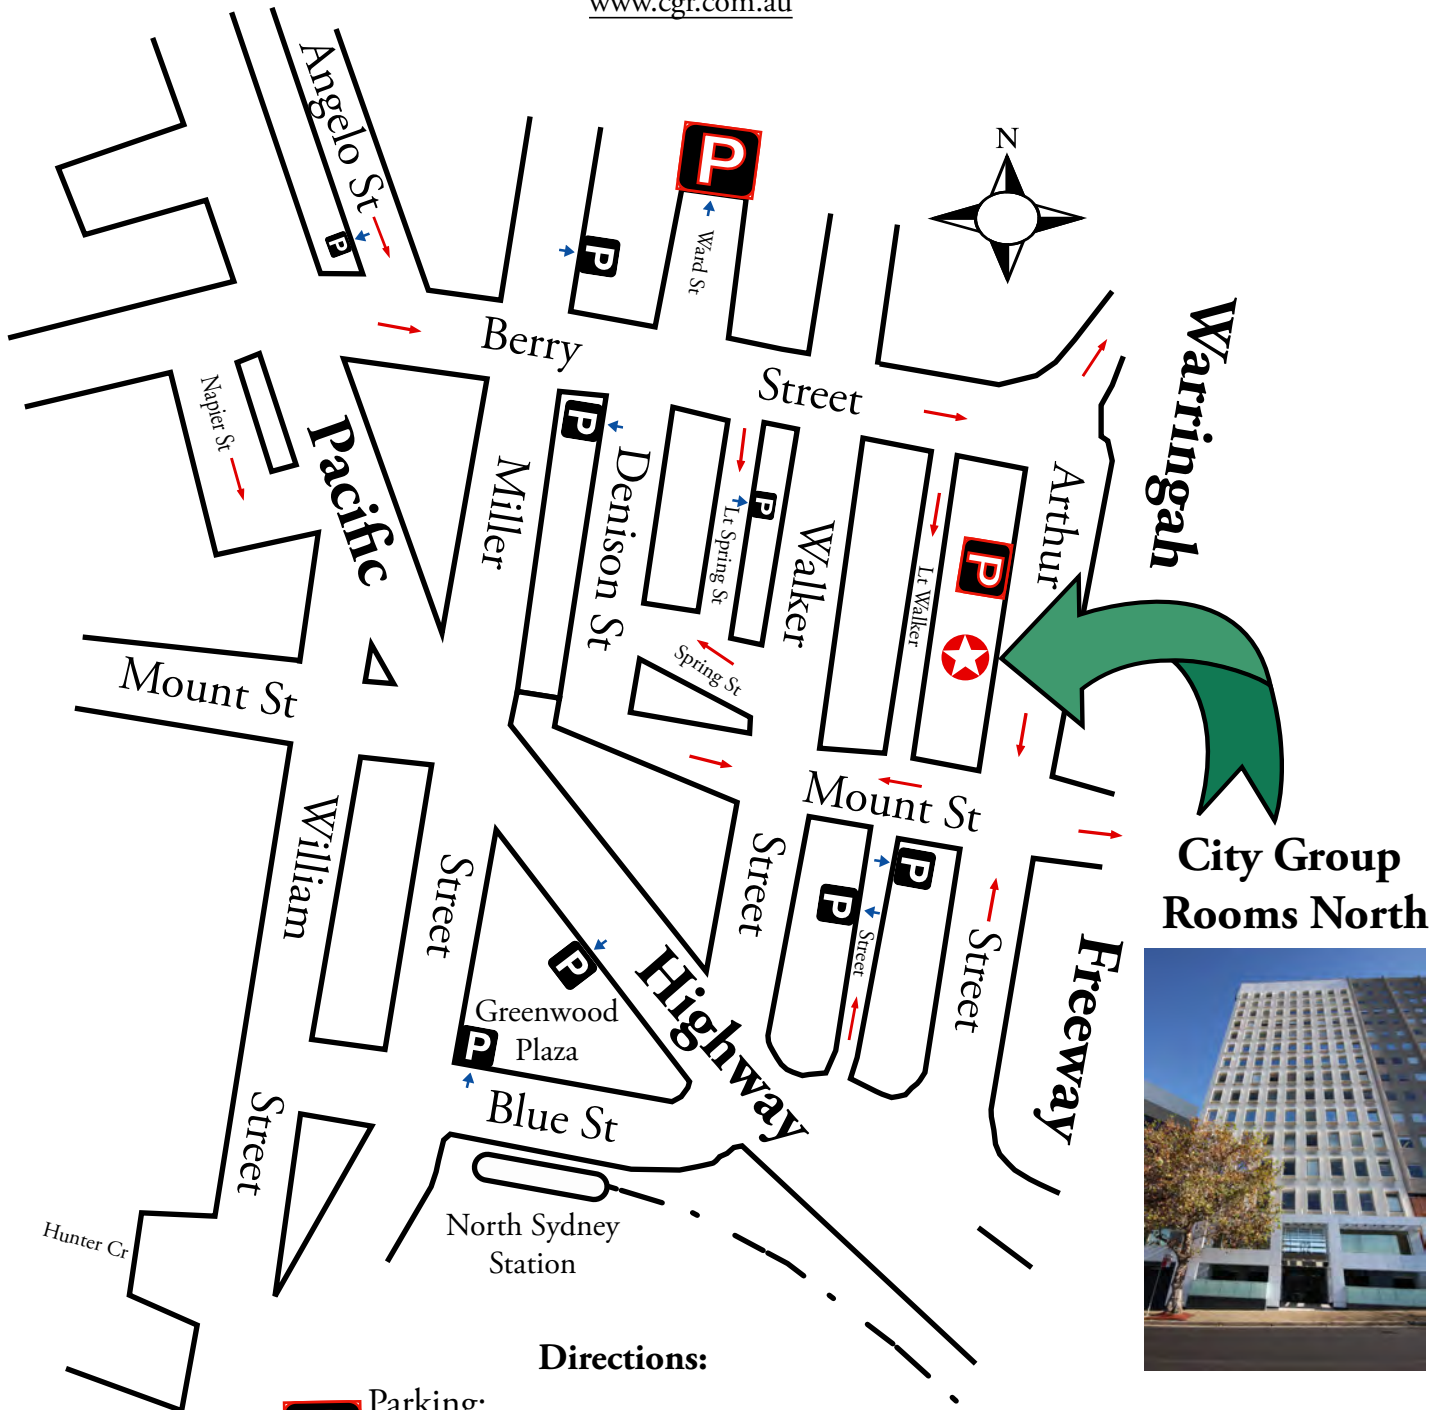 www.cgr.com.au
Angelo St
N
P
P
P
Ward St
Berry
Street
Warringah
Napier St
Pacific
Miller
P
Denison St
Lt Spring St
P
Walker
Lt Walker
P
Arthur
Spring St
Mount St
Mount St
William
Street
Street
P
P
Street
Street
City Group
Rooms North
Freeway
Highway
P
Greenwood
Plaza
P
Blue St
Street
Hunter Cr
North Sydney
Station
Directions:
Parking: